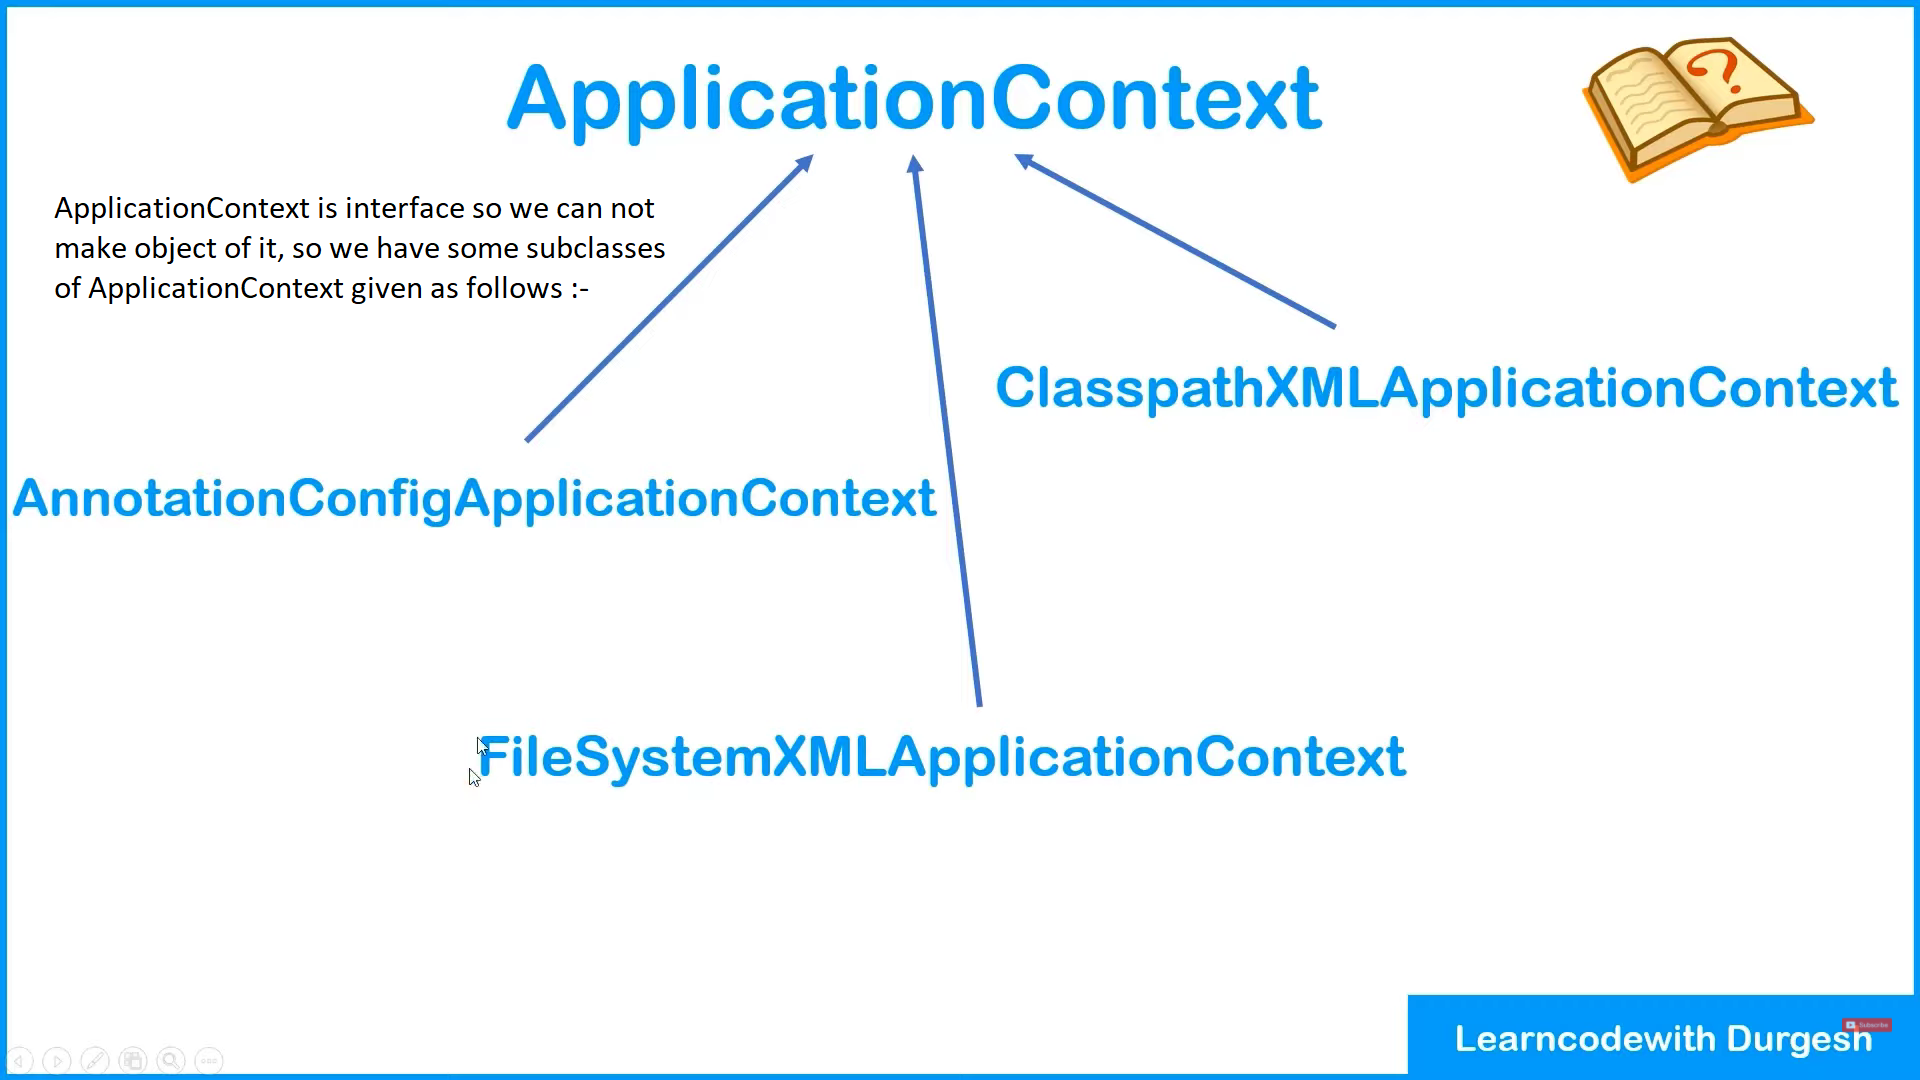 ApplicationContext
?
ApplicationContext is interface so we can not
make object of it, so we have some subclasses
of ApplicationContext given as follows :-
ClasspathXMLApplicationContext
AnnotationConfigApplicationContext
FileSystemXMLApplicationContext
Subscribe
Learncodewith Durgesh